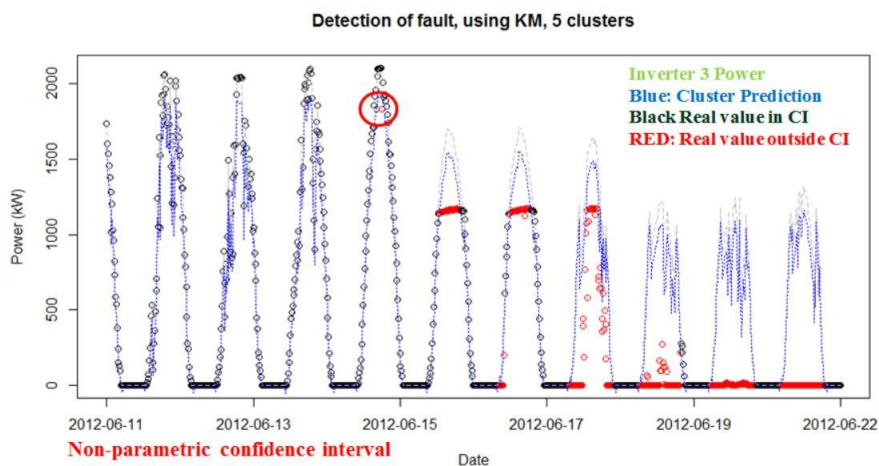 Detection of fault, using KM, 5 clusters
Inverter 3 Power
Blue: Cluster Prediction
Black Real value in CI
RED: Real value outside CI
Power (kW)
2000
1500
1000
500
0
2012-06-11
2012-06-13
2012-06-15
2012-06-17
2012-06-19
2012-06-22
Non-parametric confidence interval
Date